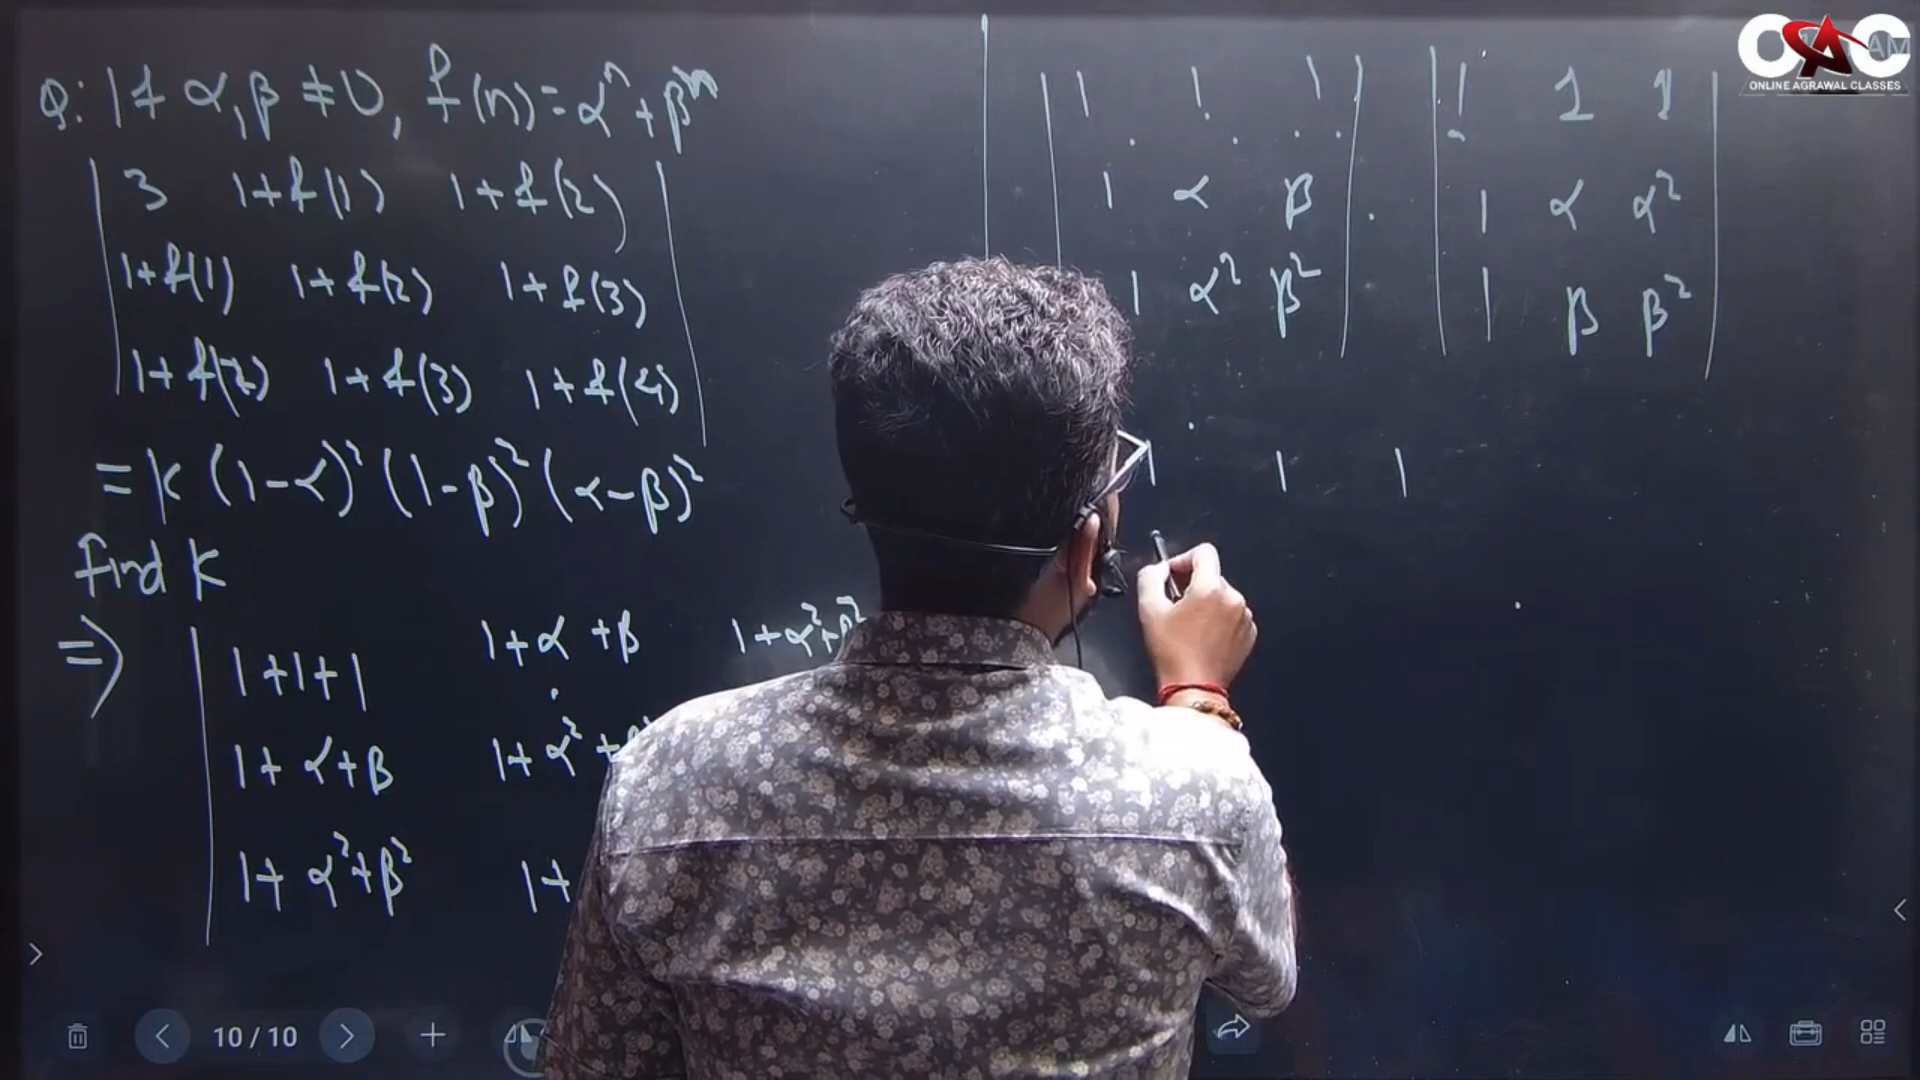 Q: If α, β ≠ 0, f(n) = αⁿ + βⁿ
| 3 1+f(1) 1+f(2) |
| 1+f(1) 1+f(2) 1+f(3) |
| 1+f(2) 1+f(3) 1+f(4) |
= K (1-α)² (1-β)² (α-β)²
find K
⇒ | 1+1+1 1+α+β 1+α²+β²
1+α+β 1+α²+
1+α²+β² 1+
| 1 1 1 | | 1 1 1 |
| 1 α β | . | 1 α α² |
| 1 α² β² | | 1 β β² |
1 1 1
OAC
ONLINE AGRAWAL CLASSES
AM
10/10